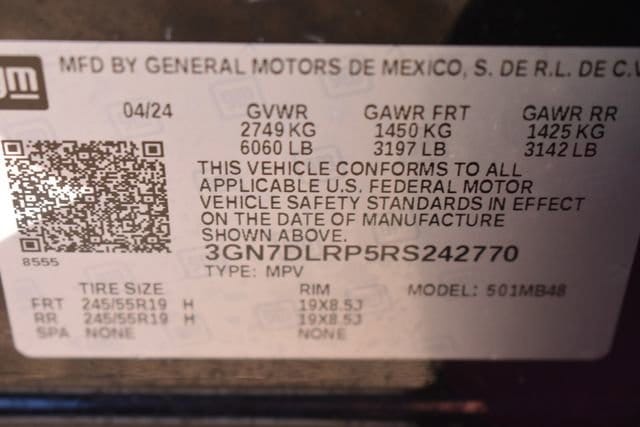 gm
MFD BY GENERAL MOTORS DE MEXICO, S. DE R.L. DE C.V
04/24 GVWR GAWR FRT GAWR RR
2749 KG 1450 KG 1425 KG
6060 LB 3197 LB 3142 LB
THIS VEHICLE CONFORMS TO ALL
APPLICABLE U.S. FEDERAL MOTOR
VEHICLE SAFETY STANDARDS IN EFFECT
ON THE DATE OF MANUFACTURE
SHOWN ABOVE.
8555
3GN7DLRP5RS242770
TYPE: MPV
TIRE SIZE RIM MODEL: 501MB48
FRT 245/55R19 H 19X8.5J
RR 245/55R19 H 19X8.5J
SPA NONE NONE